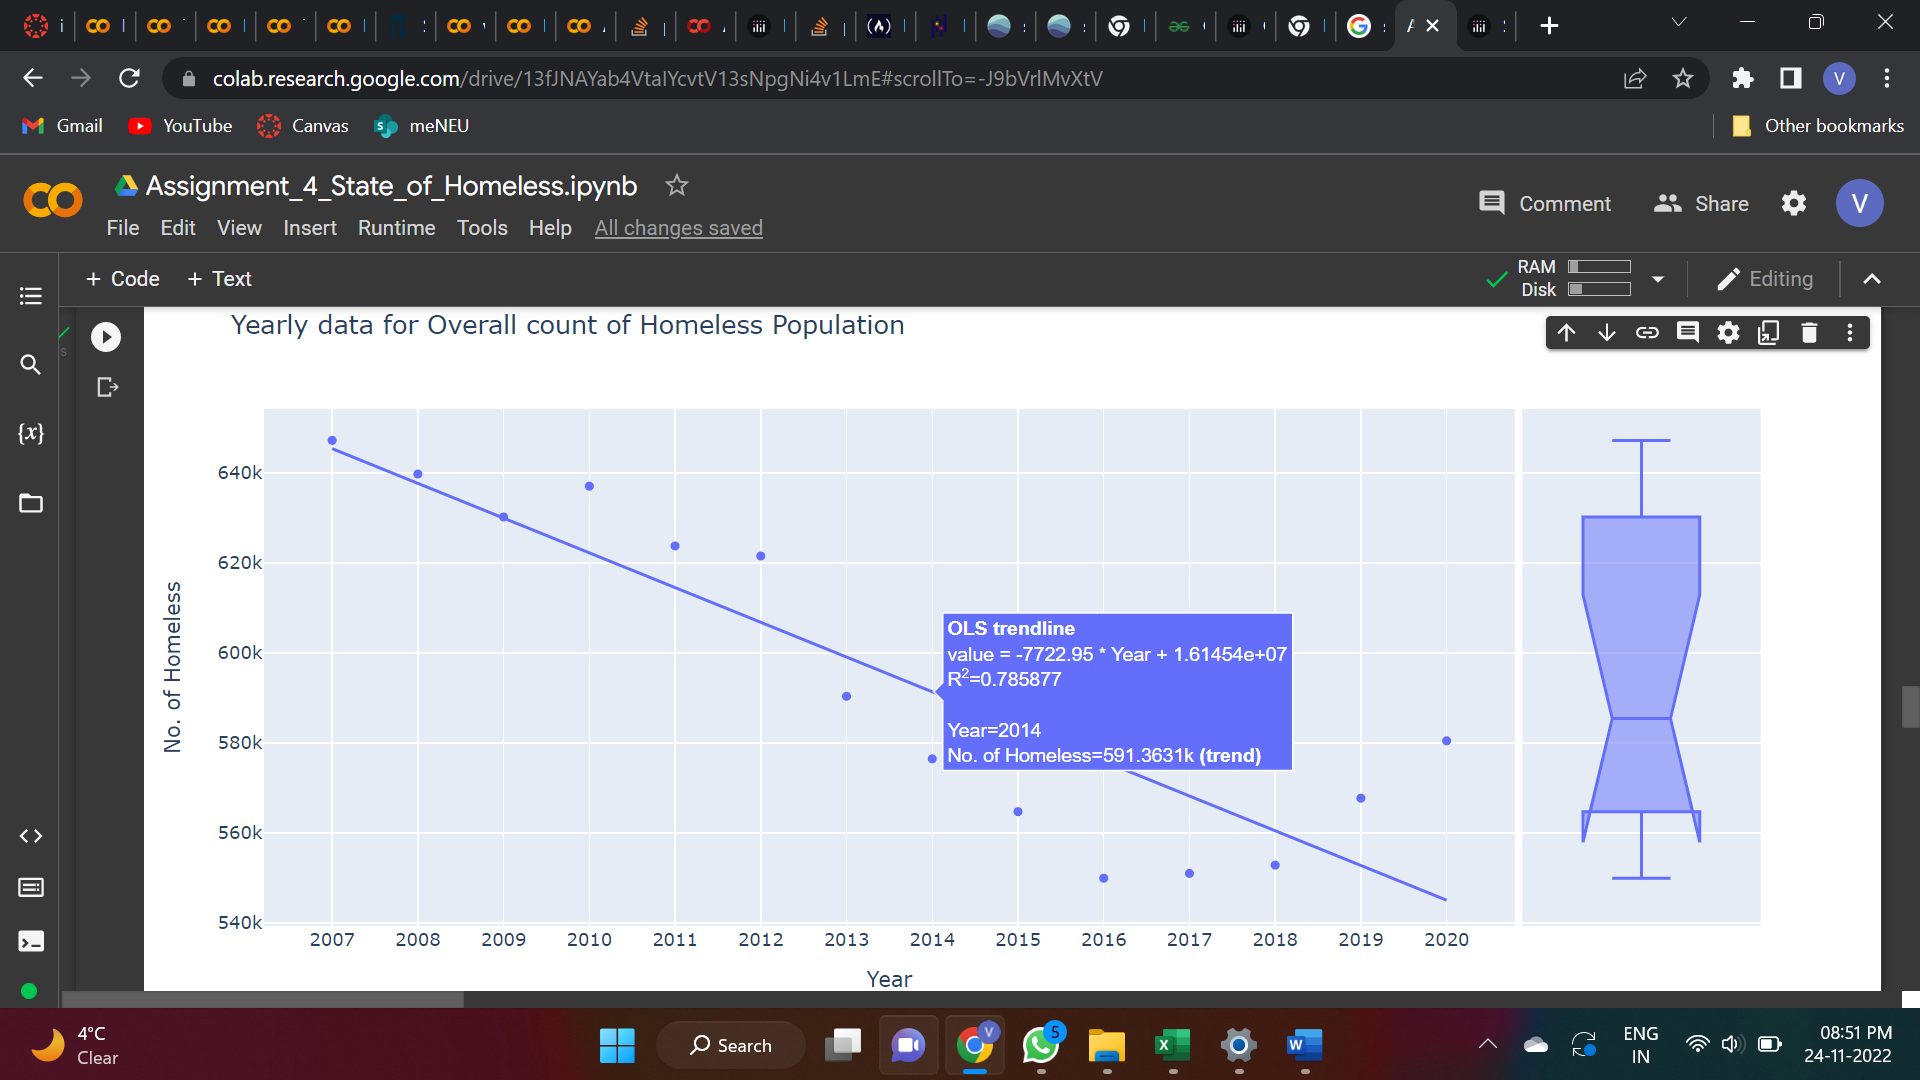 colab.research.google.com/drive/13fJNAYab4VtaIYcvtV13sNpgNi4v1LmE#scrollTo=-J9bVrlMvXtV
V
Gmail YouTube Canvas meNEU Other bookmarks
Assignment_4_State_of_Homeless.ipynb
Comment Share V
File Edit View Insert Runtime Tools Help All changes saved
+ Code + Text
RAM
Disk
Editing
Yearly data for Overall count of Homeless Population
{x}
No. of Homeless
640k
620k
600k
580k
560k
540k
OLS trendline
value = -7722.95 * Year + 1.61454e+07
R²=0.785877
Year=2014
No. of Homeless=591.3631k (trend)
2007 2008 2009 2010 2011 2012 2013 2014 2015 2016 2017 2018 2019 2020
Year
4°C
Clear
Search
V
5
ENG
IN
08:51 PM
24-11-2022